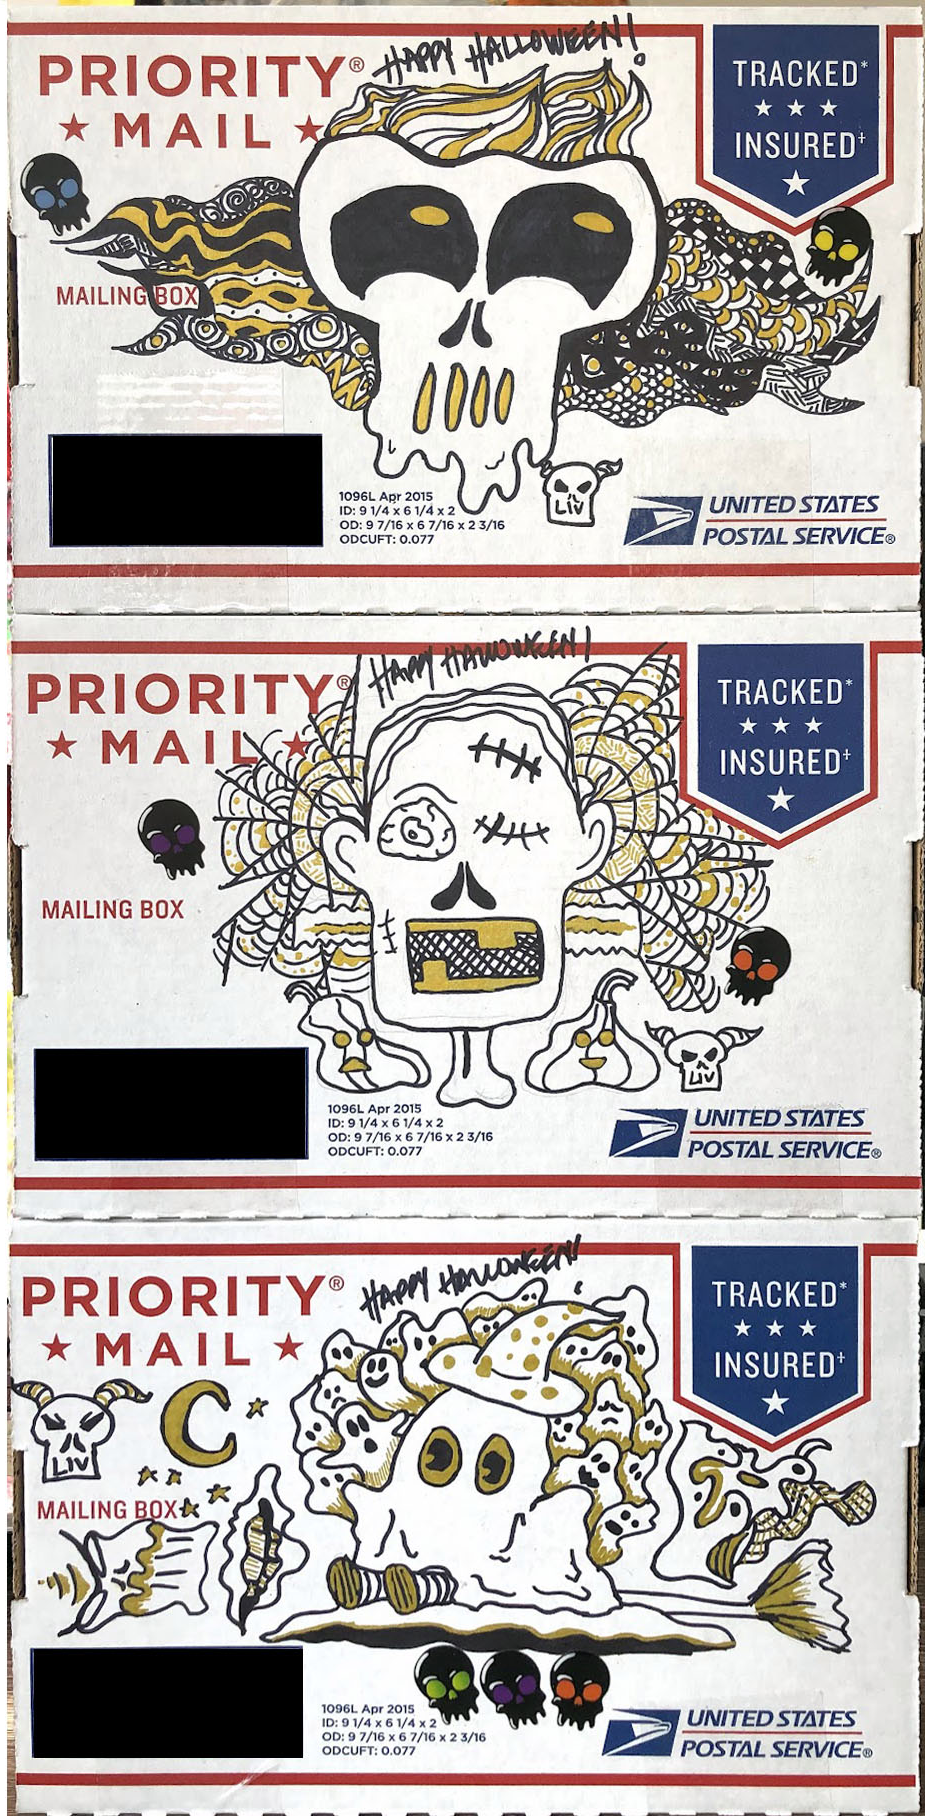 HAPPY HALLOWEEN!
PRIORITY®
★ MAIL ★
TRACKED*
★ ★ ★
INSURED†
★
MAILING BOX
LIV
1096L Apr 2015
ID: 9 1/4 x 6 1/4 x 2
OD: 9 7/16 x 6 7/16 x 2 3/16
ODCUFT: 0.077
UNITED STATES
POSTAL SERVICE®
HAPPY HALLOWEEN!
PRIORITY®
★ MAIL ★
TRACKED*
★ ★ ★
INSURED†
★
MAILING BOX
LIV
1096L Apr 2015
ID: 9 1/4 x 6 1/4 x 2
OD: 9 7/16 x 6 7/16 x 2 3/16
ODCUFT: 0.077
UNITED STATES
POSTAL SERVICE®
HAPPY HALLOWEEN!
PRIORITY®
★ MAIL ★
TRACKED*
★ ★ ★
INSURED†
★
LIV
MAILING BOX
1096L Apr 2015
ID: 9 1/4 x 6 1/4 x 2
OD: 9 7/16 x 6 7/16 x 2 3/16
ODCUFT: 0.077
UNITED STATES
POSTAL SERVICE®